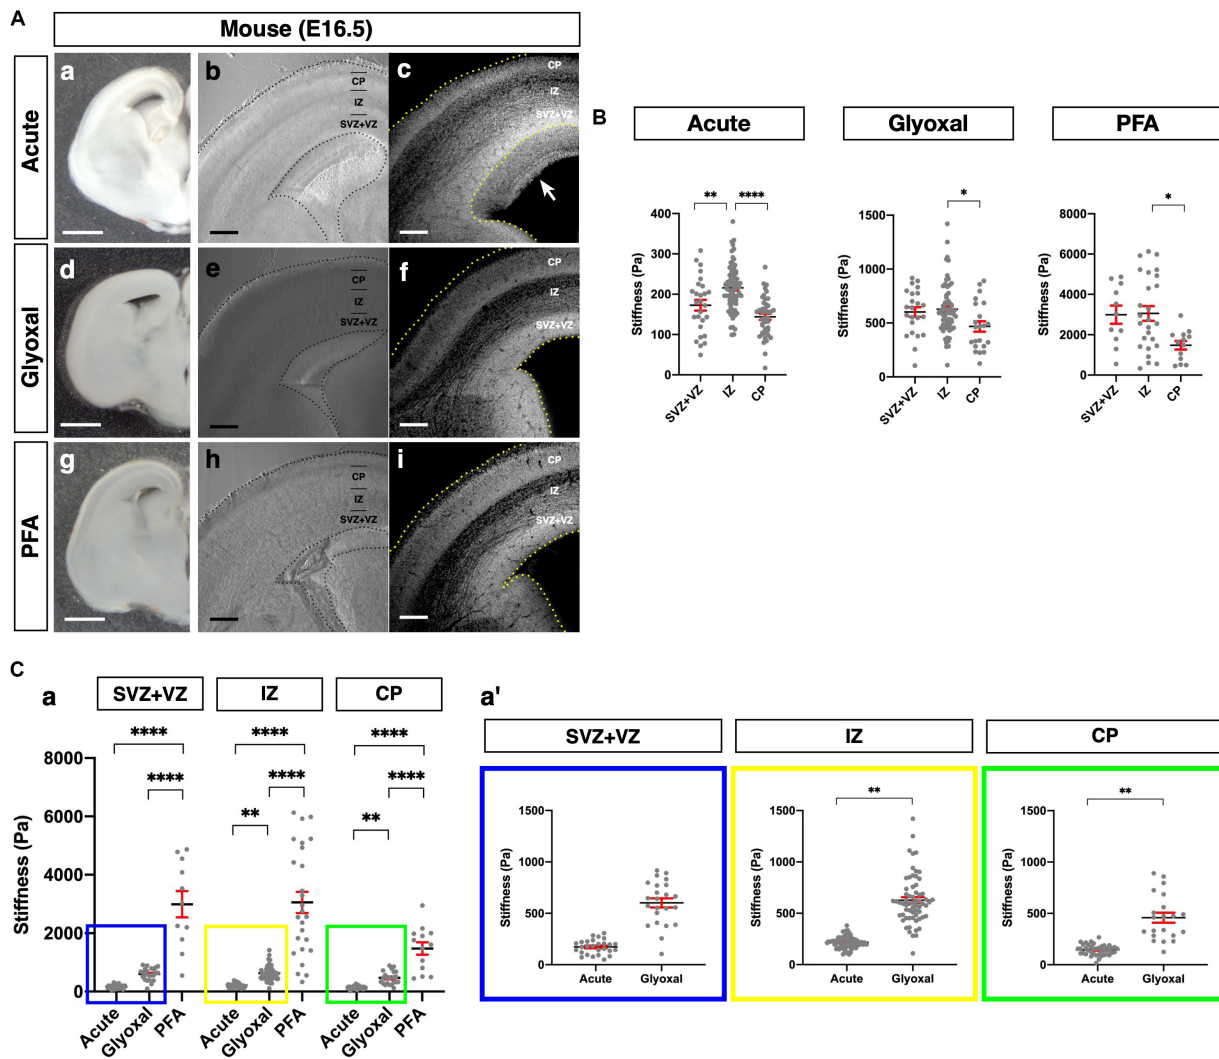 A
Mouse (E16.5)
Acute
a
b
CP
IZ
SVZ+VZ
c
CP
IZ
SVZ+VZ
Glyoxal
d
e
CP
IZ
SVZ+VZ
f
CP
IZ
SVZ+VZ
PFA
g
h
CP
IZ
SVZ+VZ
i
CP
IZ
SVZ+VZ
B
Acute
Stiffness (Pa)
400
300
200
100
0
**
****
SVZ+VZ
IZ
CP
Glyoxal
Stiffness (Pa)
1500
1000
500
0
*
SVZ+VZ
IZ
CP
PFA
Stiffness (Pa)
8000
6000
4000
2000
0
*
SVZ+VZ
IZ
CP
C
a
SVZ+VZ
IZ
CP
Stiffness (Pa)
8000
6000
4000
2000
0
****
****
****
****
**
****
****
**
Acute
Glyoxal
PFA
Acute
Glyoxal
PFA
Acute
Glyoxal
PFA
a'
SVZ+VZ
Stiffness (Pa)
1500
1000
500
0
Acute
Glyoxal
IZ
Stiffness (Pa)
1500
1000
500
0
**
Acute
Glyoxal
CP
Stiffness (Pa)
1500
1000
500
0
**
Acute
Glyoxal